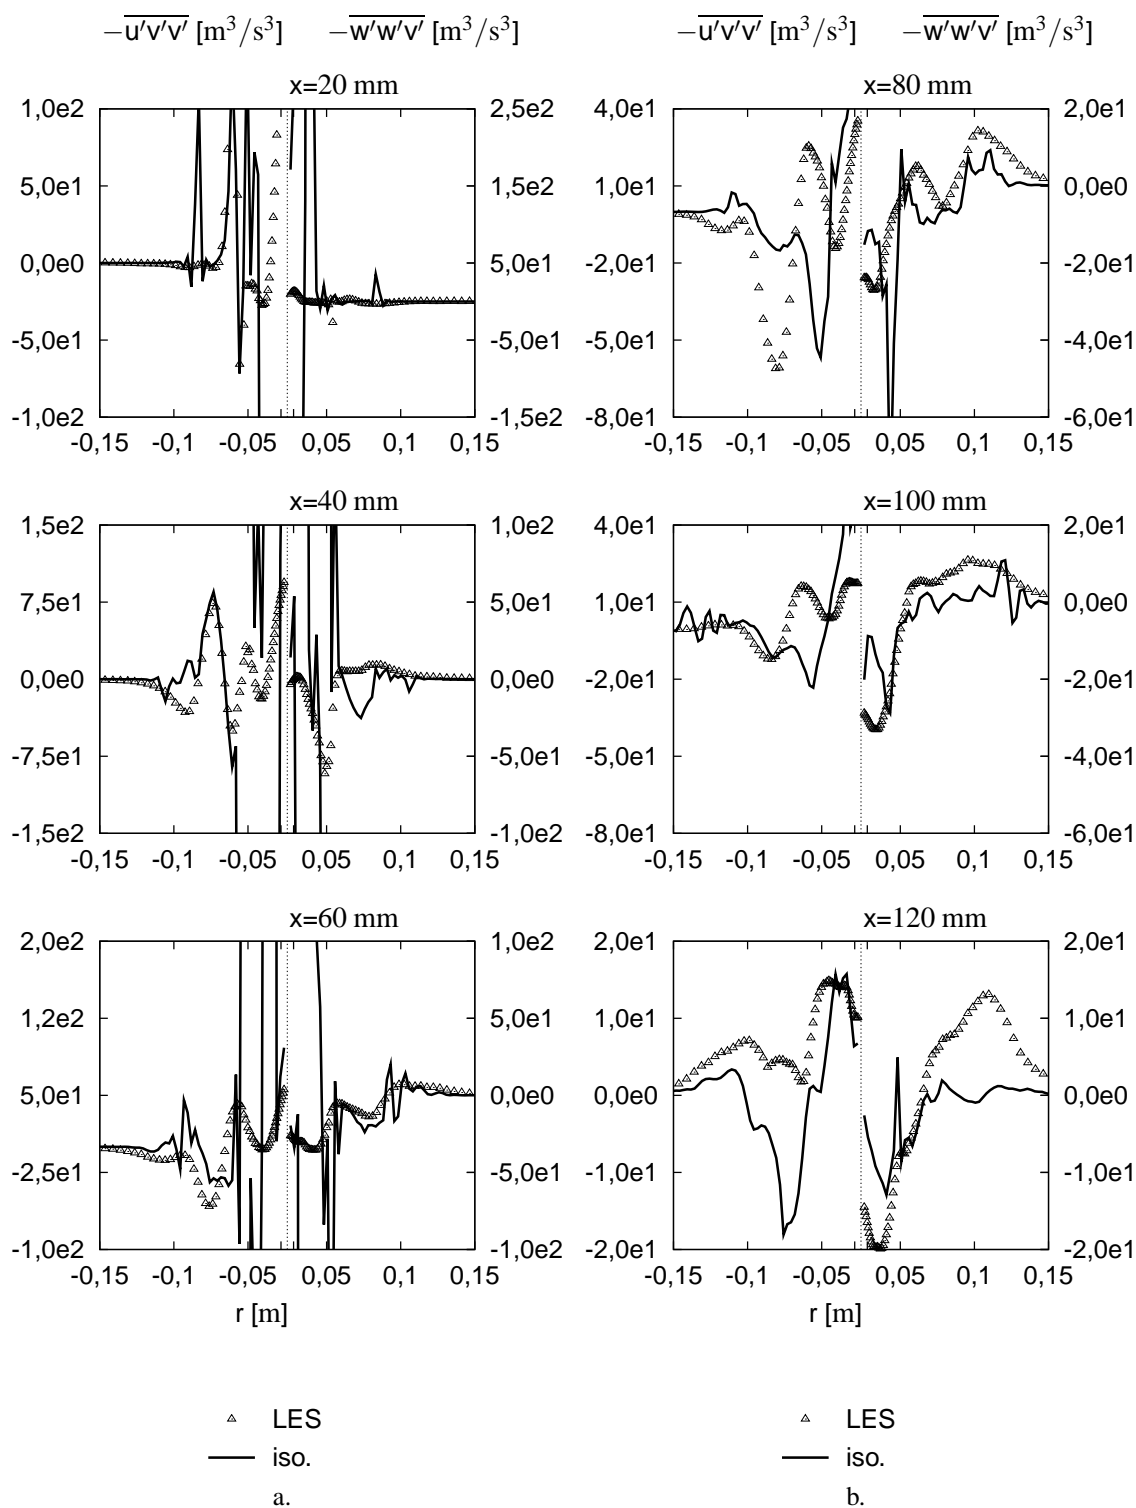 −u′v′v′ [m³/s³] −w′w′v′ [m³/s³]
x=20 mm
1,0e2
5,0e1
0,0e0
-5,0e1
-1,0e2
2,5e2
1,5e2
5,0e1
-5,0e1
-1,5e2
-0,15 -0,1 -0,05 0,05 0,1 0,15
x=40 mm
1,5e2
7,5e1
0,0e0
-7,5e1
-1,5e2
1,0e2
5,0e1
0,0e0
-5,0e1
-1,0e2
-0,15 -0,1 -0,05 0,05 0,1 0,15
x=60 mm
2,0e2
1,2e2
5,0e1
-2,5e1
-1,0e2
1,0e2
5,0e1
0,0e0
-5,0e1
-1,0e2
-0,15 -0,1 -0,05 0,05 0,1 0,15
r [m]
LES
iso.
a.
−u′v′v′ [m³/s³] −w′w′v′ [m³/s³]
x=80 mm
4,0e1
1,0e1
-2,0e1
-5,0e1
-8,0e1
2,0e1
0,0e0
-2,0e1
-4,0e1
-6,0e1
-0,15 -0,1 -0,05 0,05 0,1 0,15
x=100 mm
4,0e1
1,0e1
-2,0e1
-5,0e1
-8,0e1
2,0e1
0,0e0
-2,0e1
-4,0e1
-6,0e1
-0,15 -0,1 -0,05 0,05 0,1 0,15
x=120 mm
2,0e1
1,0e1
0,0e0
-1,0e1
-2,0e1
2,0e1
1,0e1
0,0e0
-1,0e1
-2,0e1
-0,15 -0,1 -0,05 0,05 0,1 0,15
r [m]
LES
iso.
b.